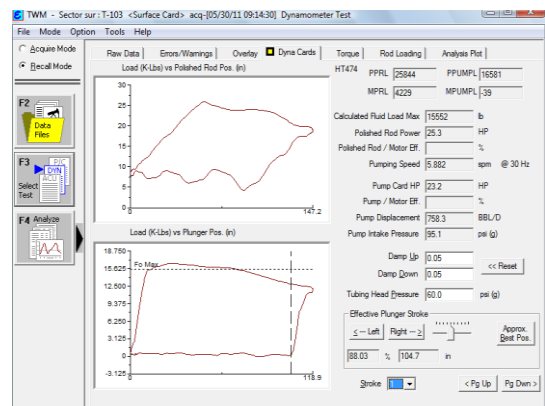 TWM - Sector sur : T-103 <Surface Card> acq-[05/30/11 09:14:30] Dynamometer Test
File Mode Option Tools Help
Acquire Mode
Recall Mode
F2
Data Files
F3
P/C
DYN
ACU
Select Test
F4 Analyze
Raw Data Errors/Warnings Overlay Dyna Cards Torque Rod Loading Analysis Plot
Load (K-Lbs) vs Polished Rod Pos. (in)
30
25
20
15
10
5
0
0 147.2
Load (K-Lbs) vs Plunger Pos. (in)
18.750
15.625
12.500
9.375
6.250
3.125
0
-3.125
Fo Max
0 118.9
HT474 PPRL 25844 PPUMPL 16581
MPRL 4229 MPUMPL -39
Calculated Fluid Load Max 15552 lb
Polished Rod Power 25.3 HP
Polished Rod / Motor Eff. %
Pumping Speed 5.882 spm @ 30 Hz
Pump Card HP 23.2 HP
Pump / Motor Eff. %
Pump Displacement 758.3 BBL/D
Pump Intake Pressure 95.1 psi (g)
Damp Up 0.05
Damp Down 0.05
<< Reset
Tubing Head Pressure 60.0 psi (g)
Effective Plunger Stroke
< --- Left Right --- > Approx. Best Pos.
88.03 % 104.7 in
Stroke 1 < Pg Up Pg Dwn >